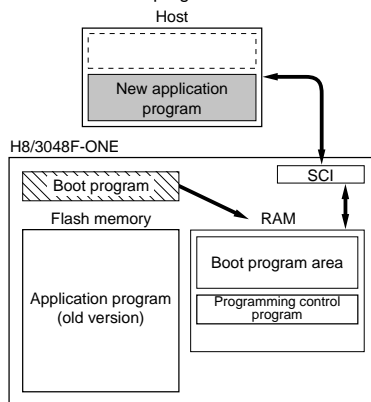 Host
New application
program
H8/3048F-ONE
SCI
Boot program
Flash memory
RAM
Boot program area
Application program
(old version)
Programming control
program